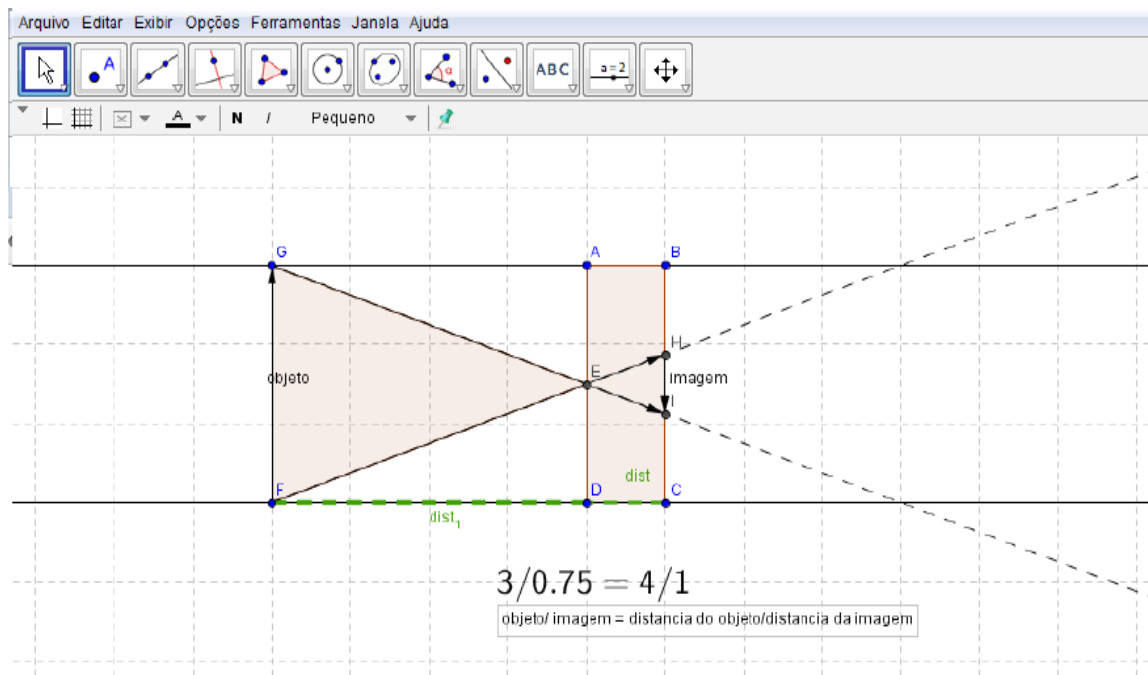 Arquivo Editar Exibir Opções Ferramentas Janela Ajuda
A α ABC a=2
A N I Pequeno
G A B
H
E
objeto imagem
I
dist
F D C
dist1
3/0.75 = 4/1
objeto/ imagem = distancia do objeto/distancia da imagem